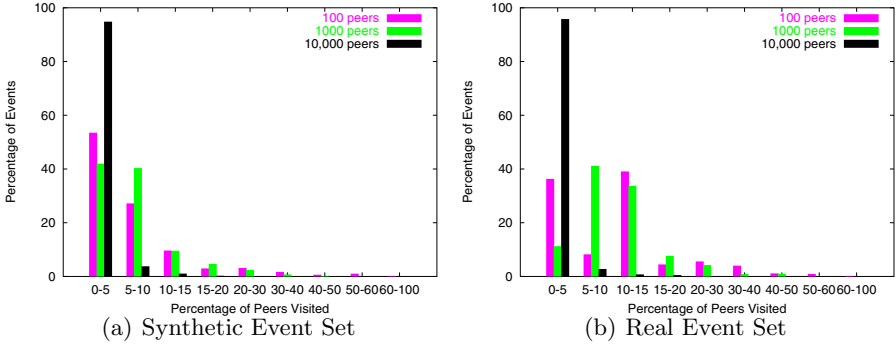 100 peers
1000 peers
10,000 peers
100
80
60
40
20
0
Percentage of Events
0-5 5-10 10-15 15-20 20-30 30-40 40-50 50-60 60-100
Percentage of Peers Visited
(a) Synthetic Event Set
100 peers
1000 peers
10,000 peers
100
80
60
40
20
0
Percentage of Events
0-5 5-10 10-15 15-20 20-30 30-40 40-50 50-60 60-100
Percentage of Peers Visited
(b) Real Event Set